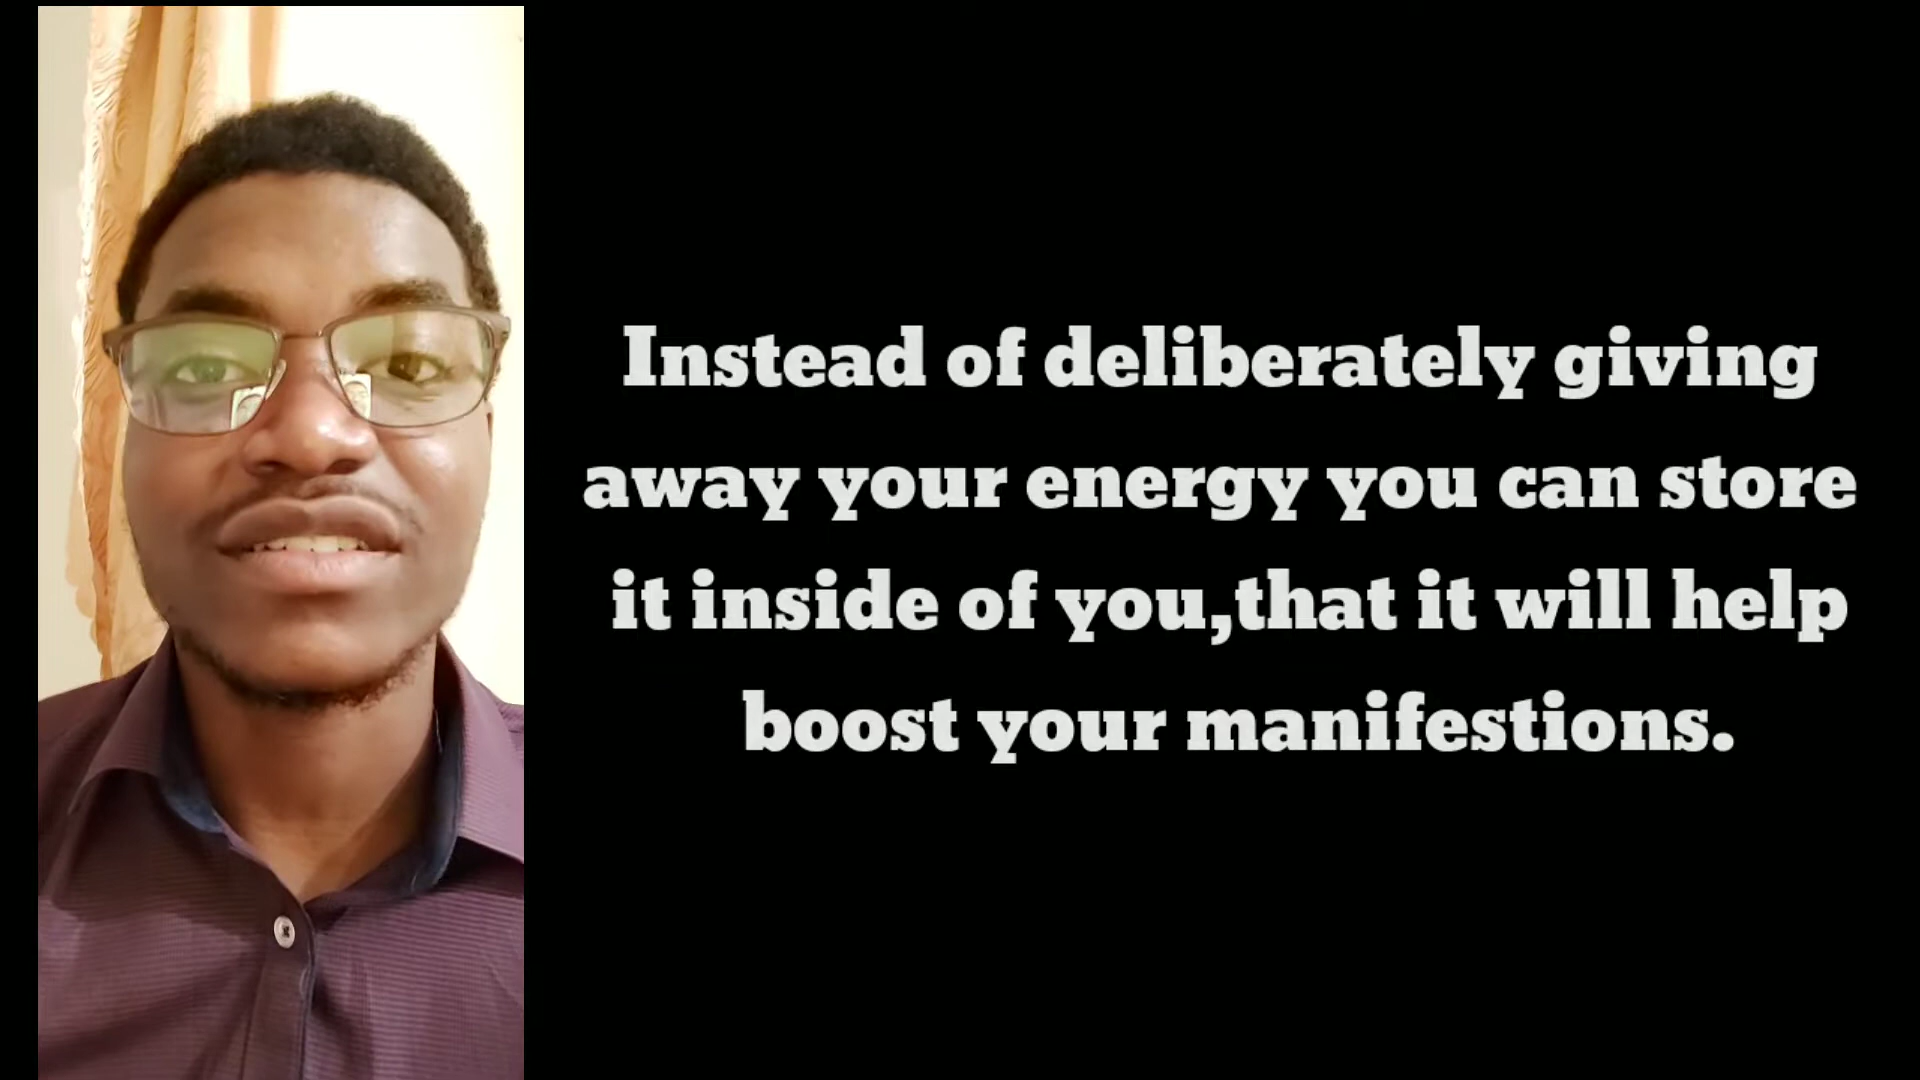 Instead of deliberately giving
away your energy you can store
it inside of you,that it will help
boost your manifestions.